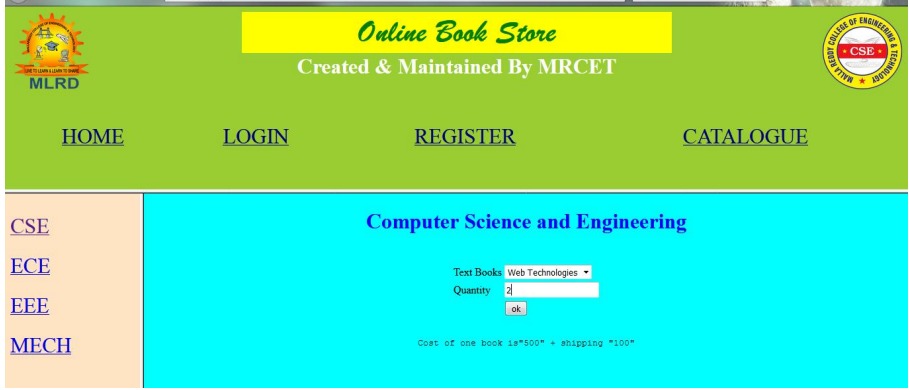 Online Book Store
Created & Maintained By MRCET
LIVE TO LEARN & LEARN TO SHARE
MLRD
MALLA REDDY COLLEGE OF ENGINEERING & TECHNOLOGY
CSE
HOME LOGIN REGISTER CATALOGUE
CSE
ECE
EEE
MECH
Computer Science and Engineering
Text Books Web Technologies
Quantity 2
ok
Cost of one book is"500" + shipping "100"